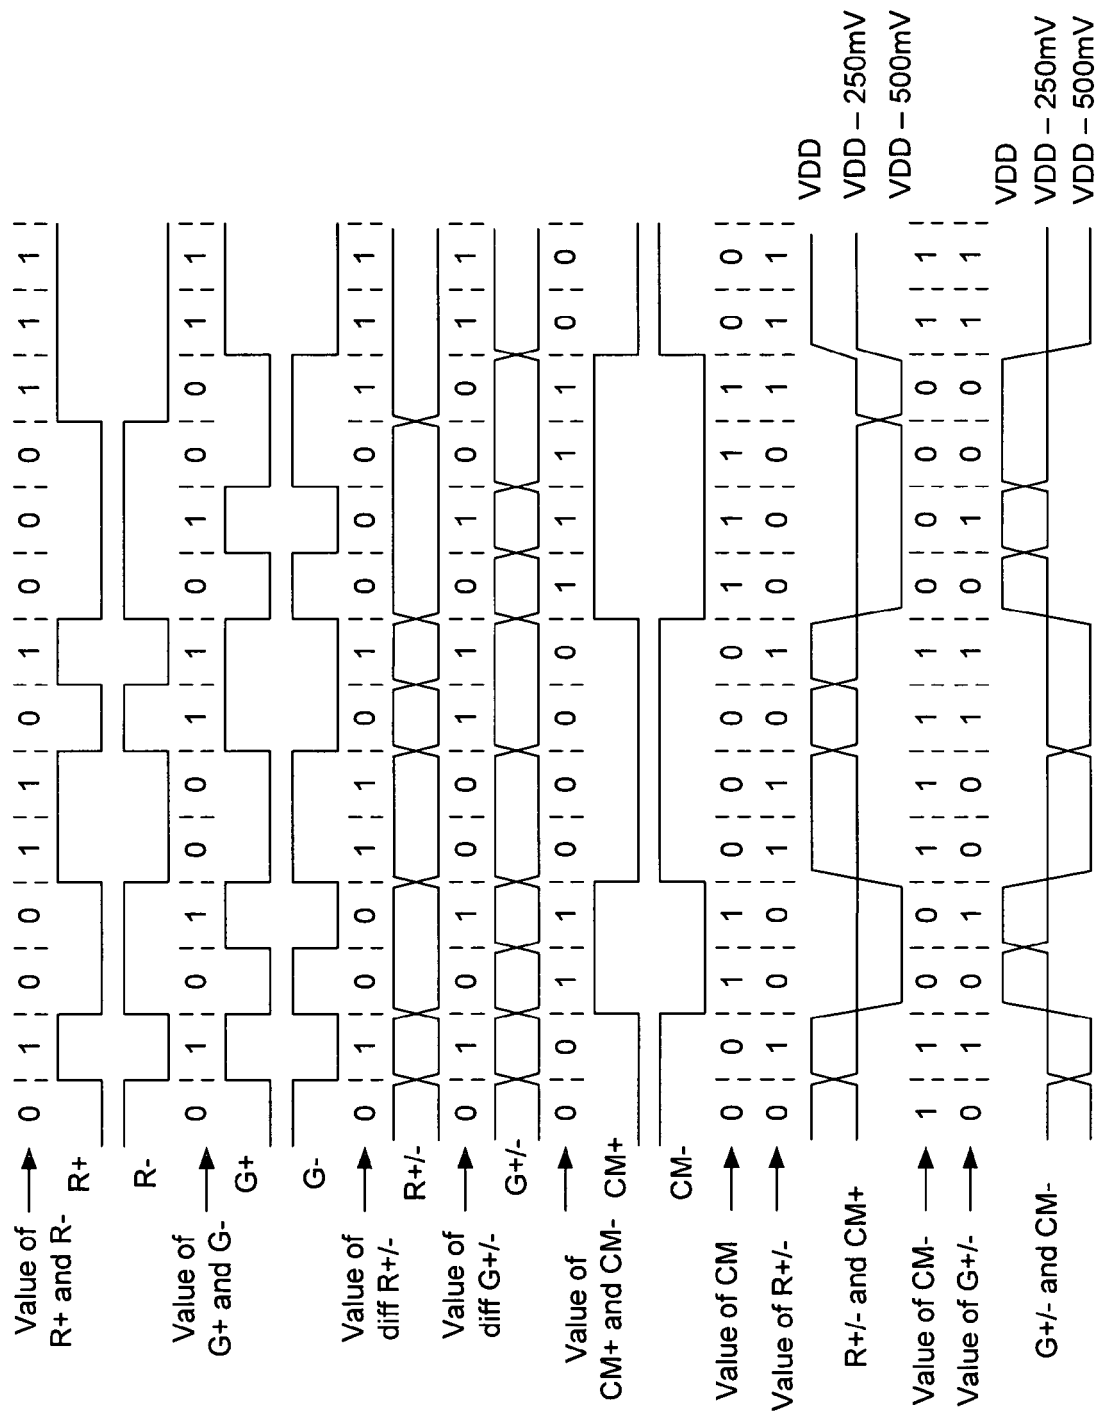 Value of
R+ and R-
0 1 0 0 1 1 0 1 0 0 0 1 1 1
R+
R-
Value of
G+ and G-
0 1 0 1 0 0 1 1 0 1 0 0 1 1
G+
G-
Value of
diff R+/-
0 1 0 0 1 1 0 1 0 0 0 1 1 1
R+/-
Value of
diff G+/-
0 1 0 1 0 0 1 1 0 1 0 0 1 1
G+/-
Value of
CM+ and CM-
0 0 1 1 0 0 0 0 1 1 1 1 0 0
CM+
CM-
Value of CM 0 0 1 1 0 0 0 0 1 1 1 1 0 0
Value of R+/- 0 1 0 0 1 1 0 1 0 0 0 1 1 1
R+/- and CM+
VDD
VDD – 250mV
VDD – 500mV
Value of CM- 1 1 0 0 1 1 1 1 0 0 0 0 1 1
Value of G+/- 0 1 0 1 0 0 1 1 0 1 0 0 1 1
G+/- and CM-
VDD
VDD – 250mV
VDD – 500mV